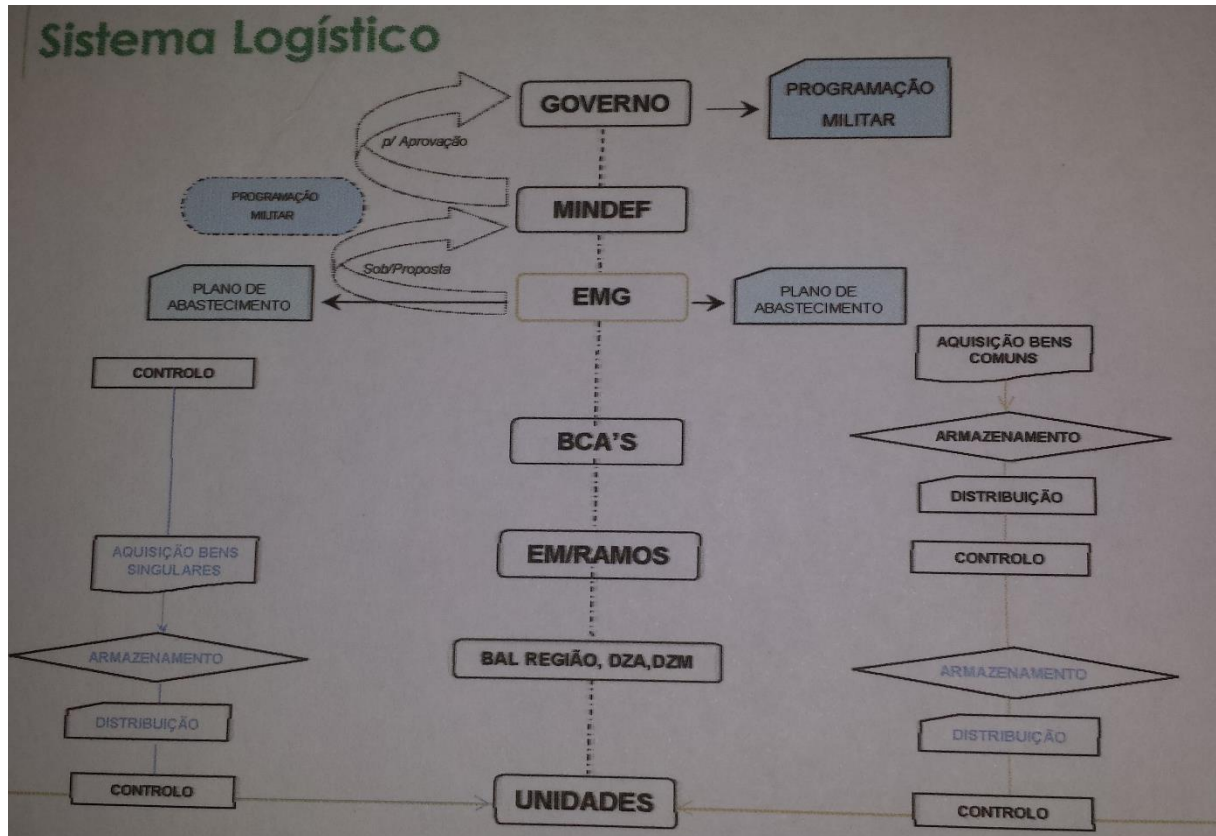 Sistema Logístico
GOVERNO
PROGRAMAÇÃO
MILITAR
p/ Aprovação
PROGRAMAÇÃO
MILITAR
MINDEF
Sob/Proposta
PLANO DE
ABASTECIMENTO
EMG
PLANO DE
ABASTECIMENTO
CONTROLO
AQUISIÇÃO BENS
COMUNS
BCA'S
ARMAZENAMENTO
DISTRIBUIÇÃO
AQUISIÇÃO BENS
SINGULARES
EM/RAMOS
CONTROLO
ARMAZENAMENTO
BAL REGIÃO, DZA,DZM
ARMAZENAMENTO
DISTRIBUIÇÃO
DISTRIBUIÇÃO
CONTROLO
UNIDADES
CONTROLO